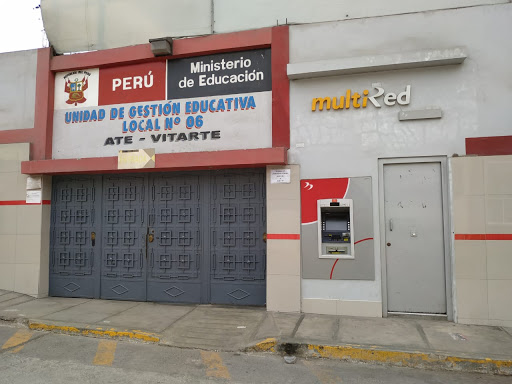 PERÚ
Ministerio
de Educación
UNIDAD DE GESTIÓN EDUCATIVA
LOCAL Nº 06
ATE - VITARTE
multiRed